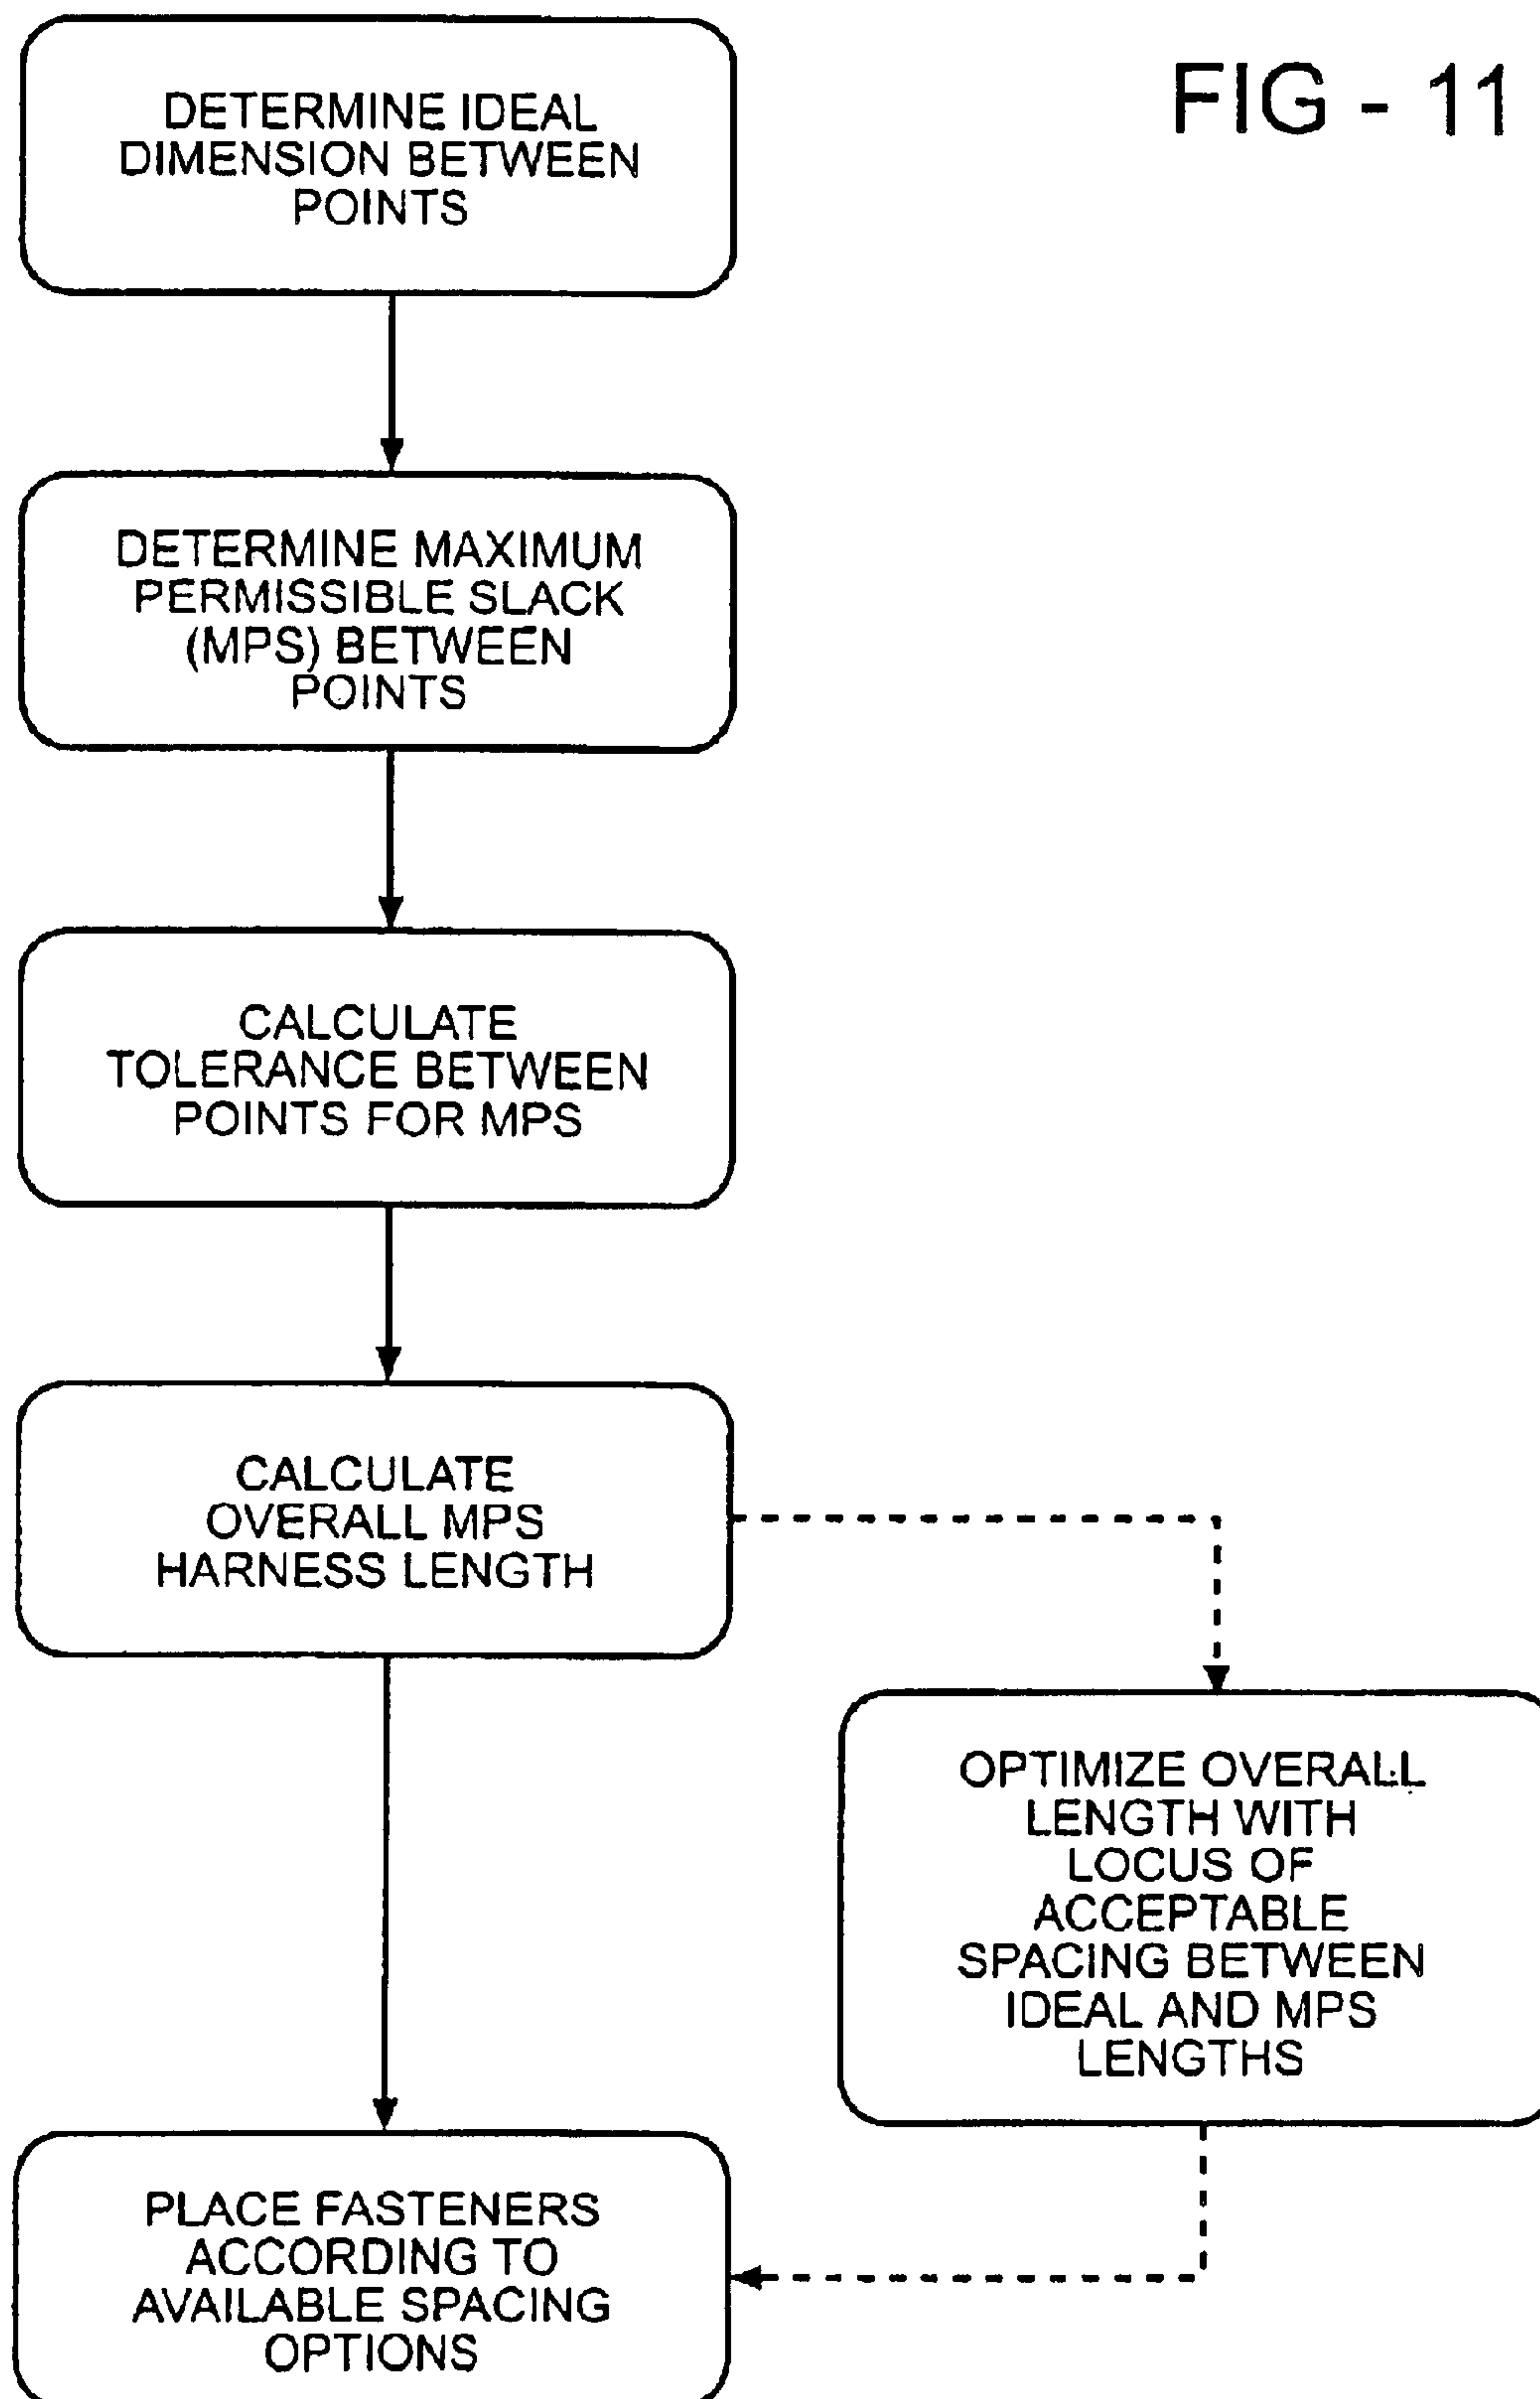 FIG - 11
DETERMINE IDEAL
DIMENSION BETWEEN
POINTS
DETERMINE MAXIMUM
PERMISSIBLE SLACK
(MPS) BETWEEN
POINTS
CALCULATE
TOLERANCE BETWEEN
POINTS FOR MPS
CALCULATE
OVERALL MPS
HARNESS LENGTH
OPTIMIZE OVERALL
LENGTH WITH
LOCUS OF
ACCEPTABLE
SPACING BETWEEN
IDEAL AND MPS
LENGTHS
PLACE FASTENERS
ACCORDING TO
AVAILABLE SPACING
OPTIONS